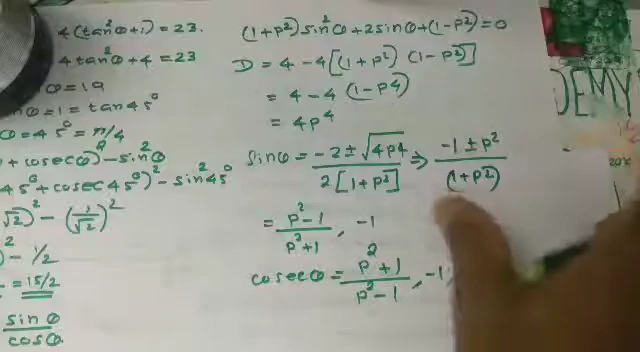 4(tan²θ+1)=23.
4tan²θ+4=23
θ=19
θ=1=tan45°
θ=45°=π/4
+cosecθ)²-sin²θ
45°+cosec45°)²-sin²45°
√2)²-(1/√2)²
)²-1/2
=15/2
sinθ/cosθ
(1+p²)sin²θ+2sinθ+(1-p²)=0
D=4-4[(1+p²)(1-p²)]
=4-4(1-p4)
=4p⁴
sinθ=-2±√4p4/2[1+p²]⇒-1±p²/(1+p²)
=p²-1/p²+1,-1
cosecθ=p²+1/p²-1,-1
DEMY